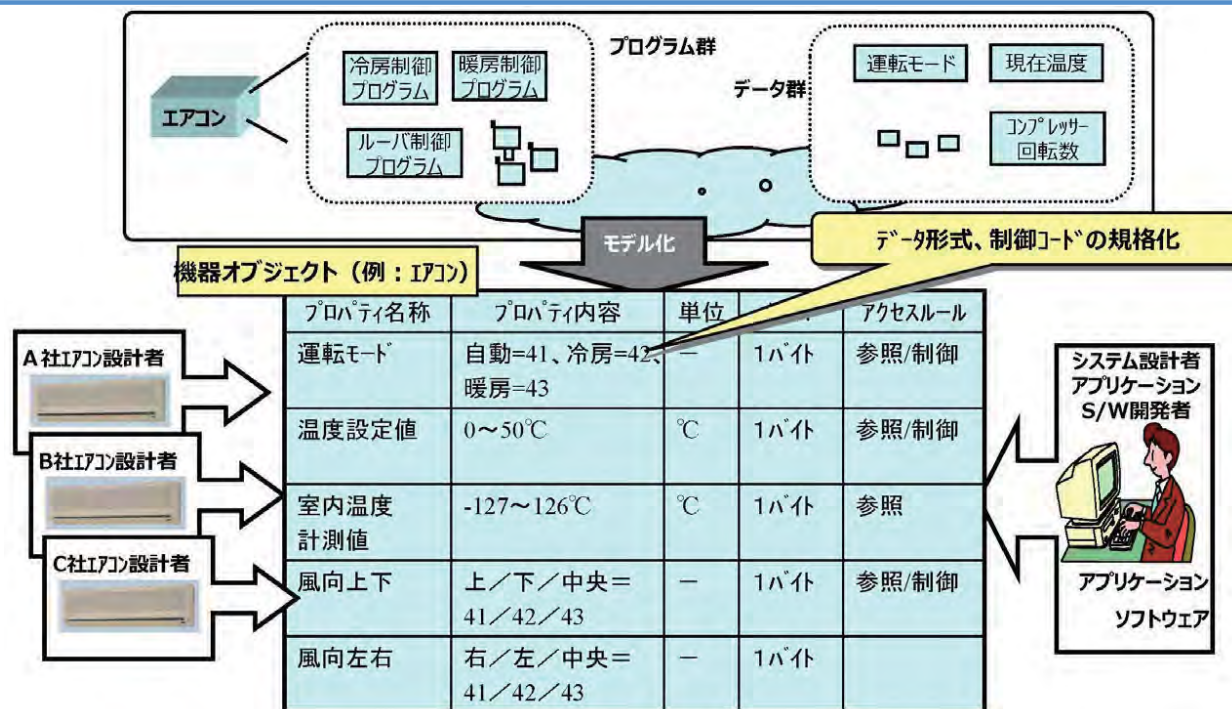 プログラム群
冷房制御
プログラム
暖房制御
プログラム
エアコン
ルーバ制御
プログラム
データ群
運転モード
現在温度
コンプレッサー
回転数
モデル化
データ形式、制御コードの規格化
機器オブジェクト（例：エアコン）
プロパティ名称 プロパティ内容 単位 アクセスルール
運転モード 自動=41、冷房=42、 － 1バイト 参照/制御
暖房=43
温度設定値 0～50℃ ℃ 1バイト 参照/制御
室内温度 -127～126℃ ℃ 1バイト 参照
計測値
風向上下 上／下／中央＝ － 1バイト 参照/制御
41／42／43
風向左右 右／左／中央＝ － 1バイト
41／42／43
A社エアコン設計者
B社エアコン設計者
C社エアコン設計者
システム設計者
アプリケーション
S/W開発者
アプリケーション
ソフトウェア